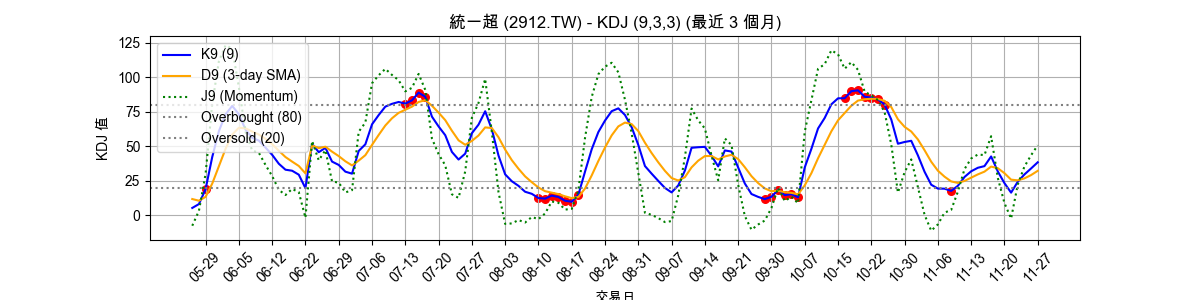 統一超 (2912.TW) - KDJ (9,3,3) (最近 3 個月)
125
100
75
50
25
0
KDJ 值
K9 (9)
D9 (3-day SMA)
J9 (Momentum)
Overbought (80)
Oversold (20)
05-29 06-05 06-12 06-22 06-29 07-06 07-13 07-20 07-27 08-03 08-10 08-17 08-24 08-31 09-07 09-14 09-21 09-30 10-07 10-15 10-22 10-30 11-06 11-13 11-20 11-27
交易日